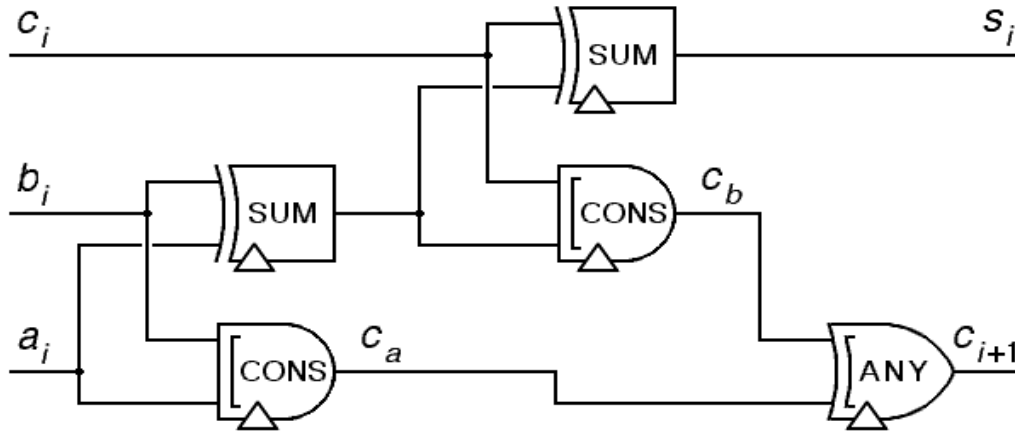 c_i
s_i
SUM
b_i
SUM
CONS
c_b
a_i
CONS
c_a
ANY
c_{i+1}